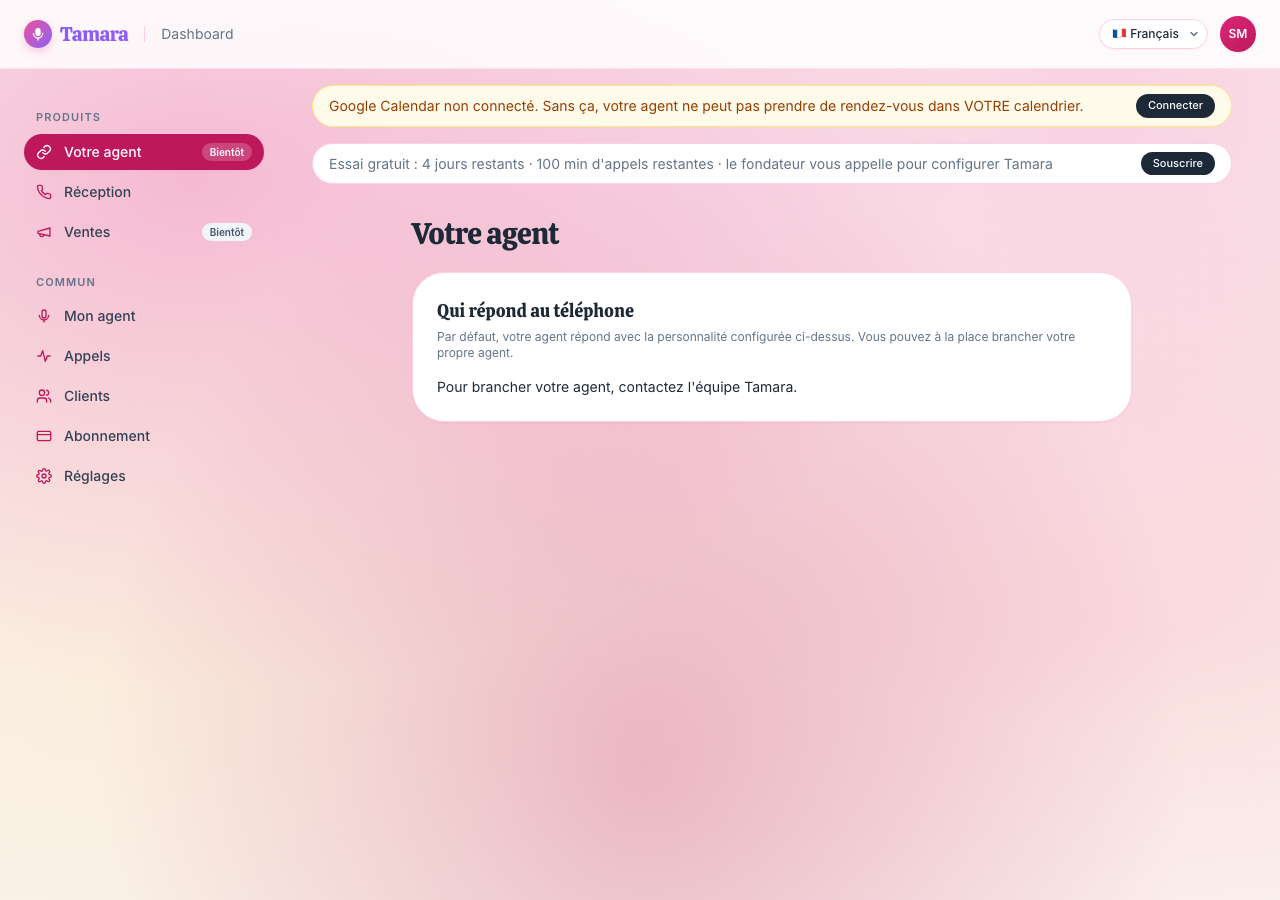 Tamara
Dashboard
Français
SM
PRODUITS
Votre agent
Bientôt
Réception
Ventes
Bientôt
COMMUN
Mon agent
Appels
Clients
Abonnement
Réglages
Google Calendar non connecté. Sans ça, votre agent ne peut pas prendre de rendez-vous dans VOTRE calendrier.
Connecter
Essai gratuit : 4 jours restants · 100 min d'appels restantes · le fondateur vous appelle pour configurer Tamara
Souscrire
Votre agent
Qui répond au téléphone
Par défaut, votre agent répond avec la personnalité configurée ci-dessus. Vous pouvez à la place brancher votre
propre agent.
Pour brancher votre agent, contactez l'équipe Tamara.